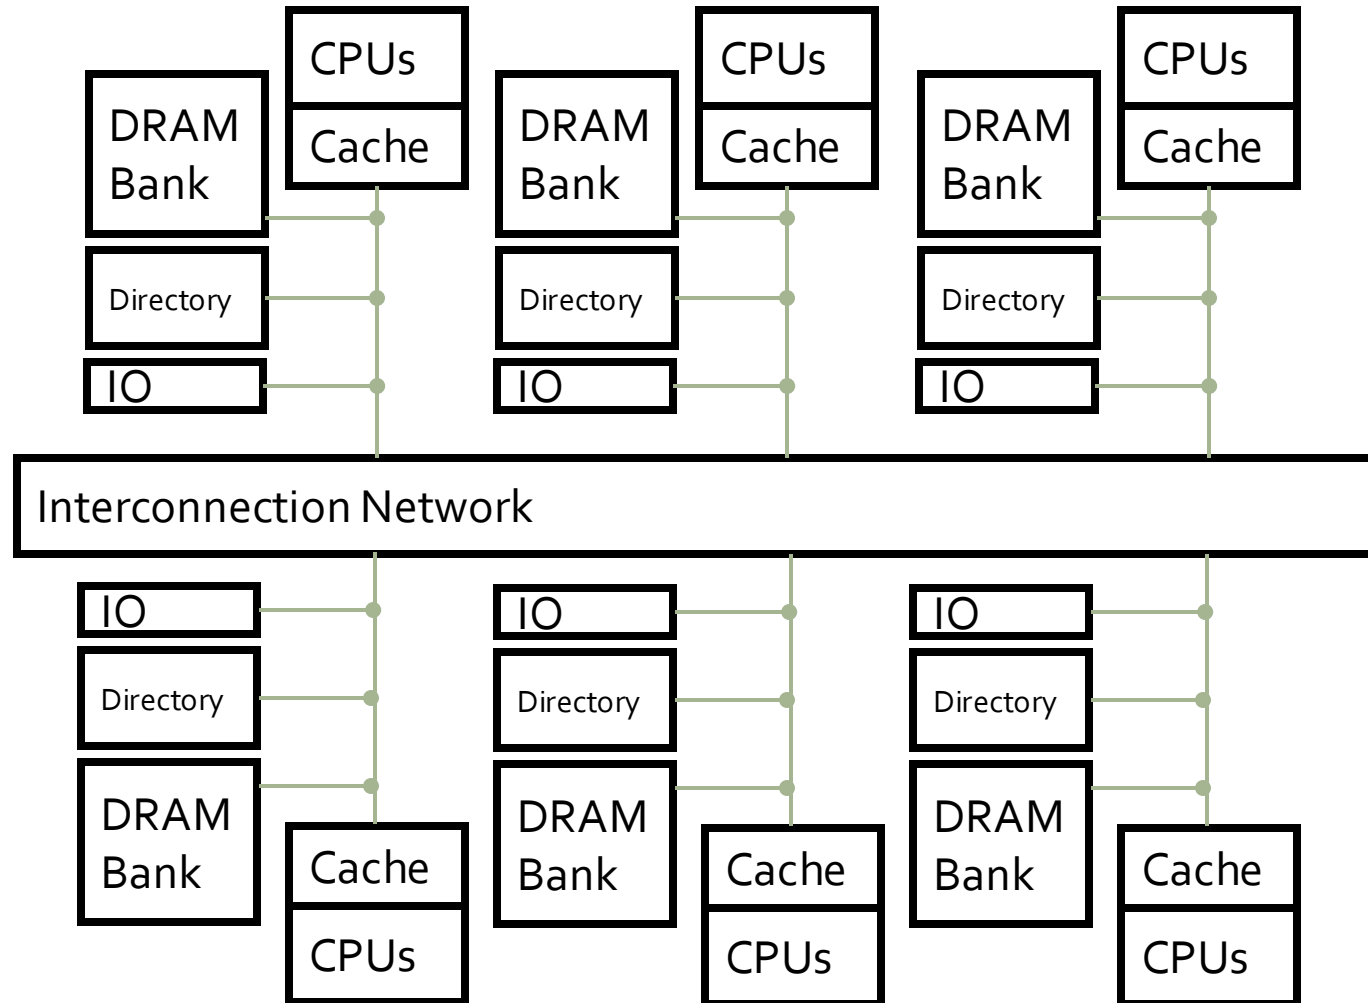 CPUs
Cache
DRAM
Bank
Directory
IO
CPUs
Cache
DRAM
Bank
Directory
IO
CPUs
Cache
DRAM
Bank
Directory
IO
Interconnection Network
IO
Directory
DRAM
Bank
Cache
CPUs
IO
Directory
DRAM
Bank
Cache
CPUs
IO
Directory
DRAM
Bank
Cache
CPUs